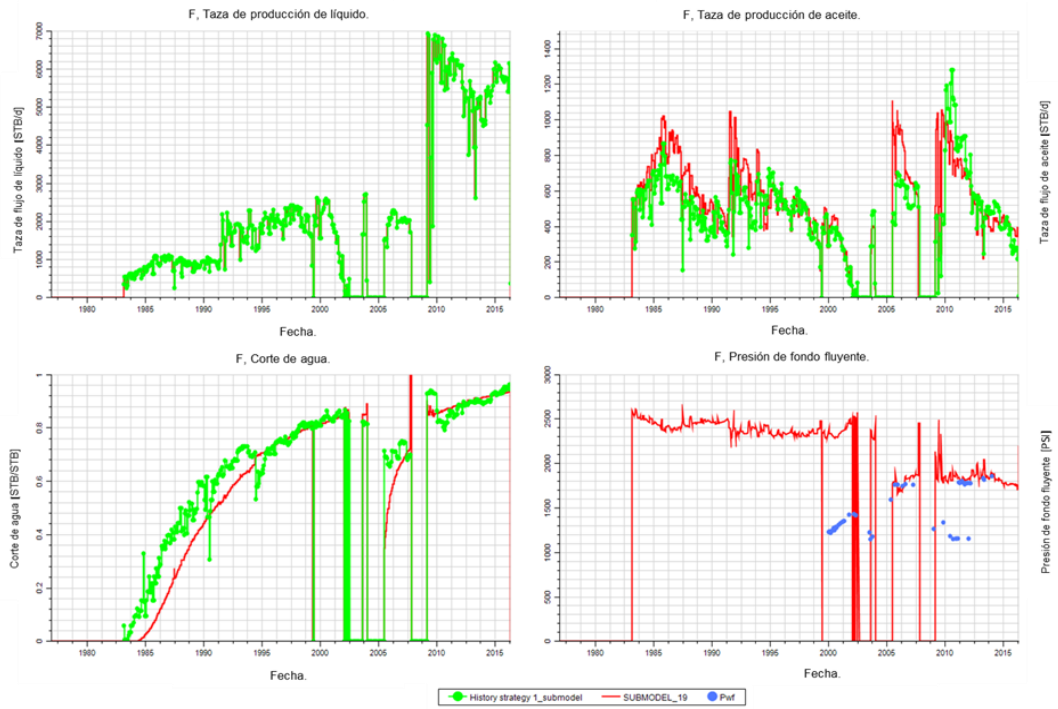 F, Taza de producción de líquido.
Taza de flujo de líquido [STB/d]
7000
6000
5000
4000
3000
2000
1000
0
1980 1985 1990 1995 2000 2005 2010 2015
Fecha.
F, Taza de producción de aceite.
1400
1200
1000
800
600
400
200
0
1980 1985 1990 1995 2000 2005 2010 2015
Fecha.
Taza de flujo de aceite [STB/d]
F, Corte de agua.
Corte de agua [STB/STB]
1
0.8
0.6
0.4
0.2
0
1980 1985 1990 1995 2000 2005 2010 2015
Fecha.
F, Presión de fondo fluyente.
3000
2500
2000
1500
1000
500
0
1980 1985 1990 1995 2000 2005 2010 2015
Fecha.
Presión de fondo fluyente [PSI]
History strategy 1_submodel SUBMODEL_19 Pwf